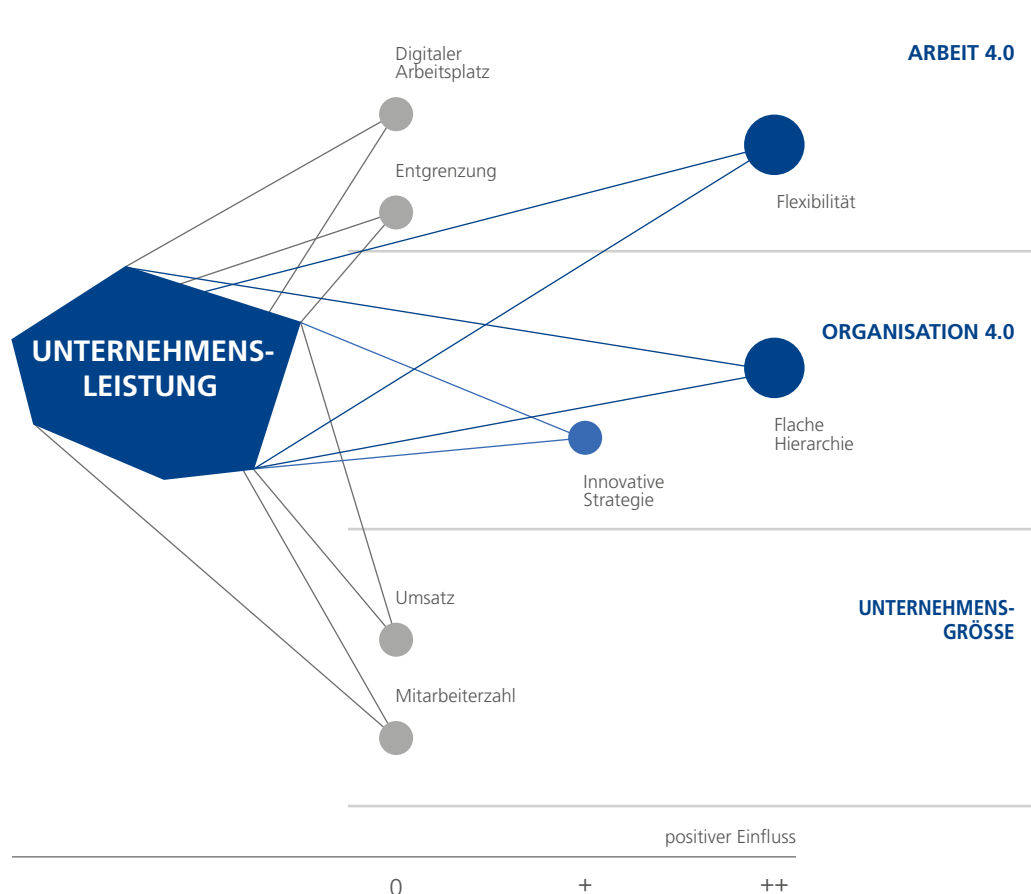 Digitaler
Arbeitsplatz
ARBEIT 4.0
Entgrenzung
Flexibilität
UNTERNEHMENS-
LEISTUNG
ORGANISATION 4.0
Flache
Hierarchie
Innovative
Strategie
Umsatz
UNTERNEHMENS-
GRÖSSE
Mitarbeiterzahl
positiver Einfluss
0 + ++